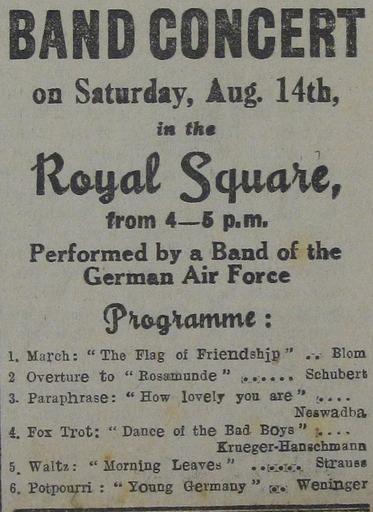 BAND CONCERT
on Saturday, Aug. 14th,
in the
Royal Square,
from 4—5 p.m.
Performed by a Band of the
German Air Force
Programme:
1. March: "The Flag of Friendship" .. Blom
2 Overture to "Rosamunde" ...... Schubert
3. Paraphrase: "How lovely you are" ....
Neswadba
4. Fox Trot: "Dance of the Bad Boys" ....
Krueger-Hanschmann
5. Waltz: "Morning Leaves" ...... Strauss
6. Potpourri: "Young Germany" ... Weninger